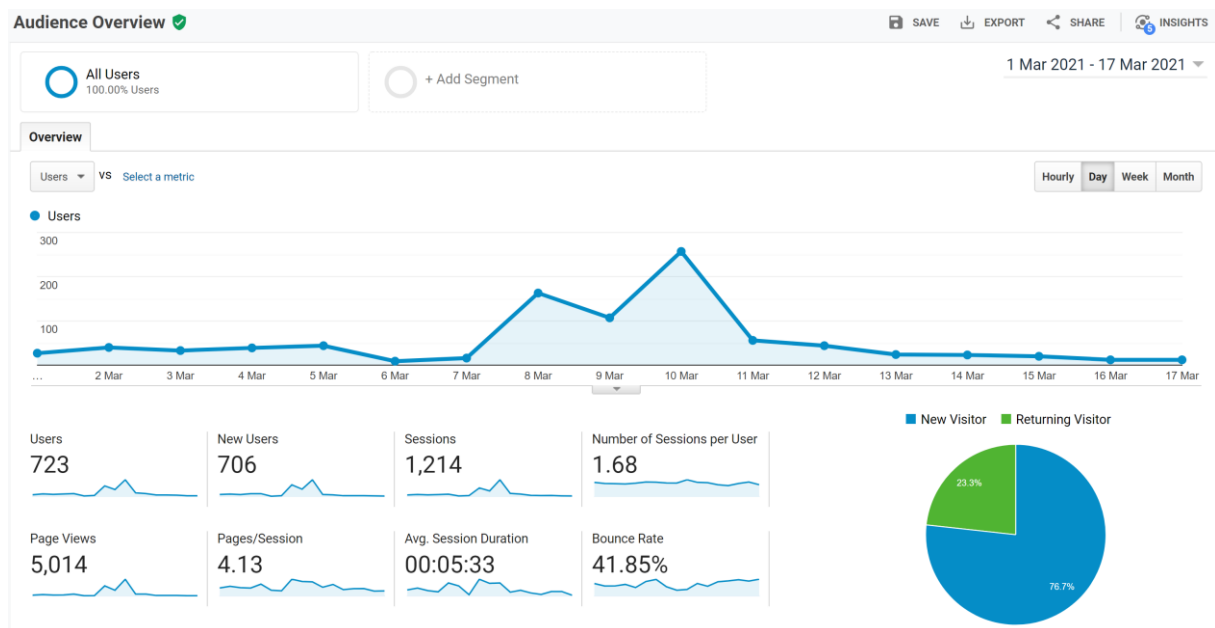 Audience Overview
SAVE EXPORT SHARE 5 INSIGHTS
All Users
100.00% Users
+ Add Segment
1 Mar 2021 - 17 Mar 2021
Overview
Users VS Select a metric
Hourly Day Week Month
Users
300
200
100
... 2 Mar 3 Mar 4 Mar 5 Mar 6 Mar 7 Mar 8 Mar 9 Mar 10 Mar 11 Mar 12 Mar 13 Mar 14 Mar 15 Mar 16 Mar 17 Mar
New Visitor Returning Visitor
Users New Users Sessions Number of Sessions per User
723 706 1,214 1.68
23.3%
Page Views Pages/Session Avg. Session Duration Bounce Rate
5,014 4.13 00:05:33 41.85%
76.7%